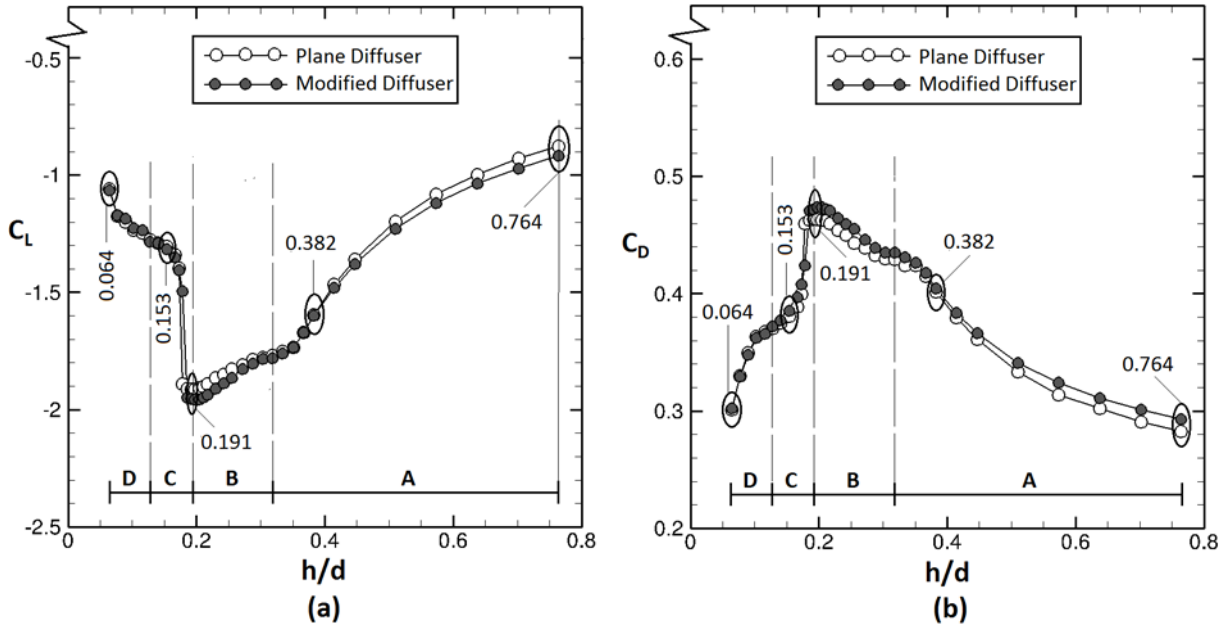 -0.5
Plane Diffuser
Modified Diffuser
-1
C_L
0.064
0.153
0.382
0.764
-1.5
-2
0.191
D
C
B
A
-2.5
0
0.2
0.4
0.6
0.8
h/d
(a)
0.6
Plane Diffuser
Modified Diffuser
0.5
C_D
0.153
0.382
0.191
0.4
0.064
0.764
0.3
D
C
B
A
0.2
0
0.2
0.4
0.6
0.8
h/d
(b)